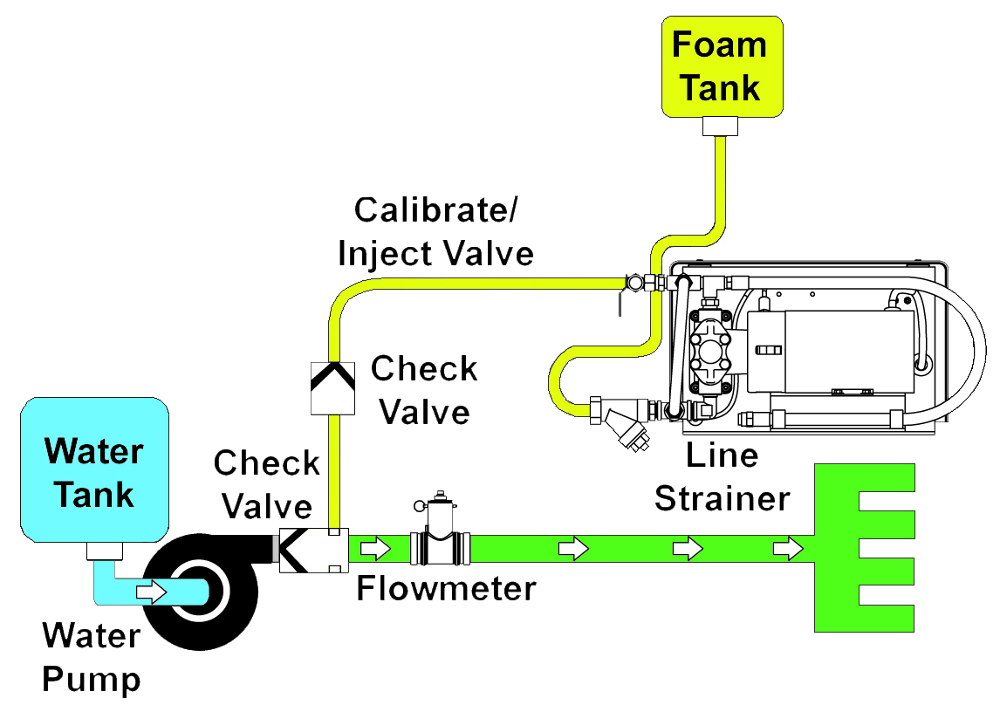 Foam
Tank
Calibrate/
Inject Valve
Check
Valve
Water
Tank
Check
Valve
Line
Strainer
Flowmeter
Water
Pump